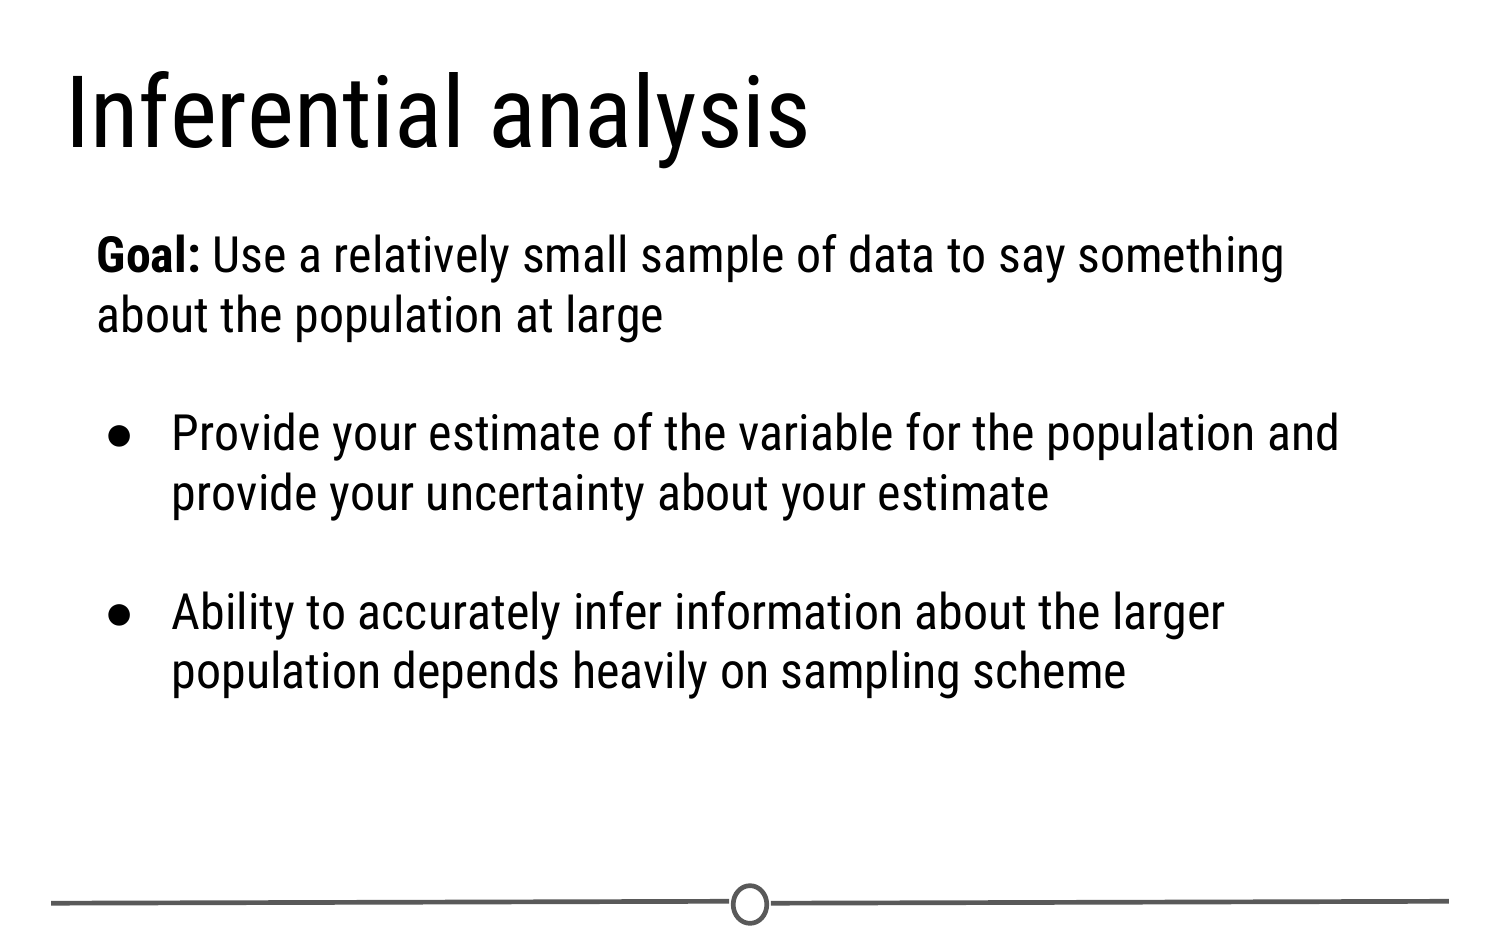 Inferential analysis
Goal: Use a relatively small sample of data to say something
about the population at large
● Provide your estimate of the variable for the population and
provide your uncertainty about your estimate
● Ability to accurately infer information about the larger
population depends heavily on sampling scheme